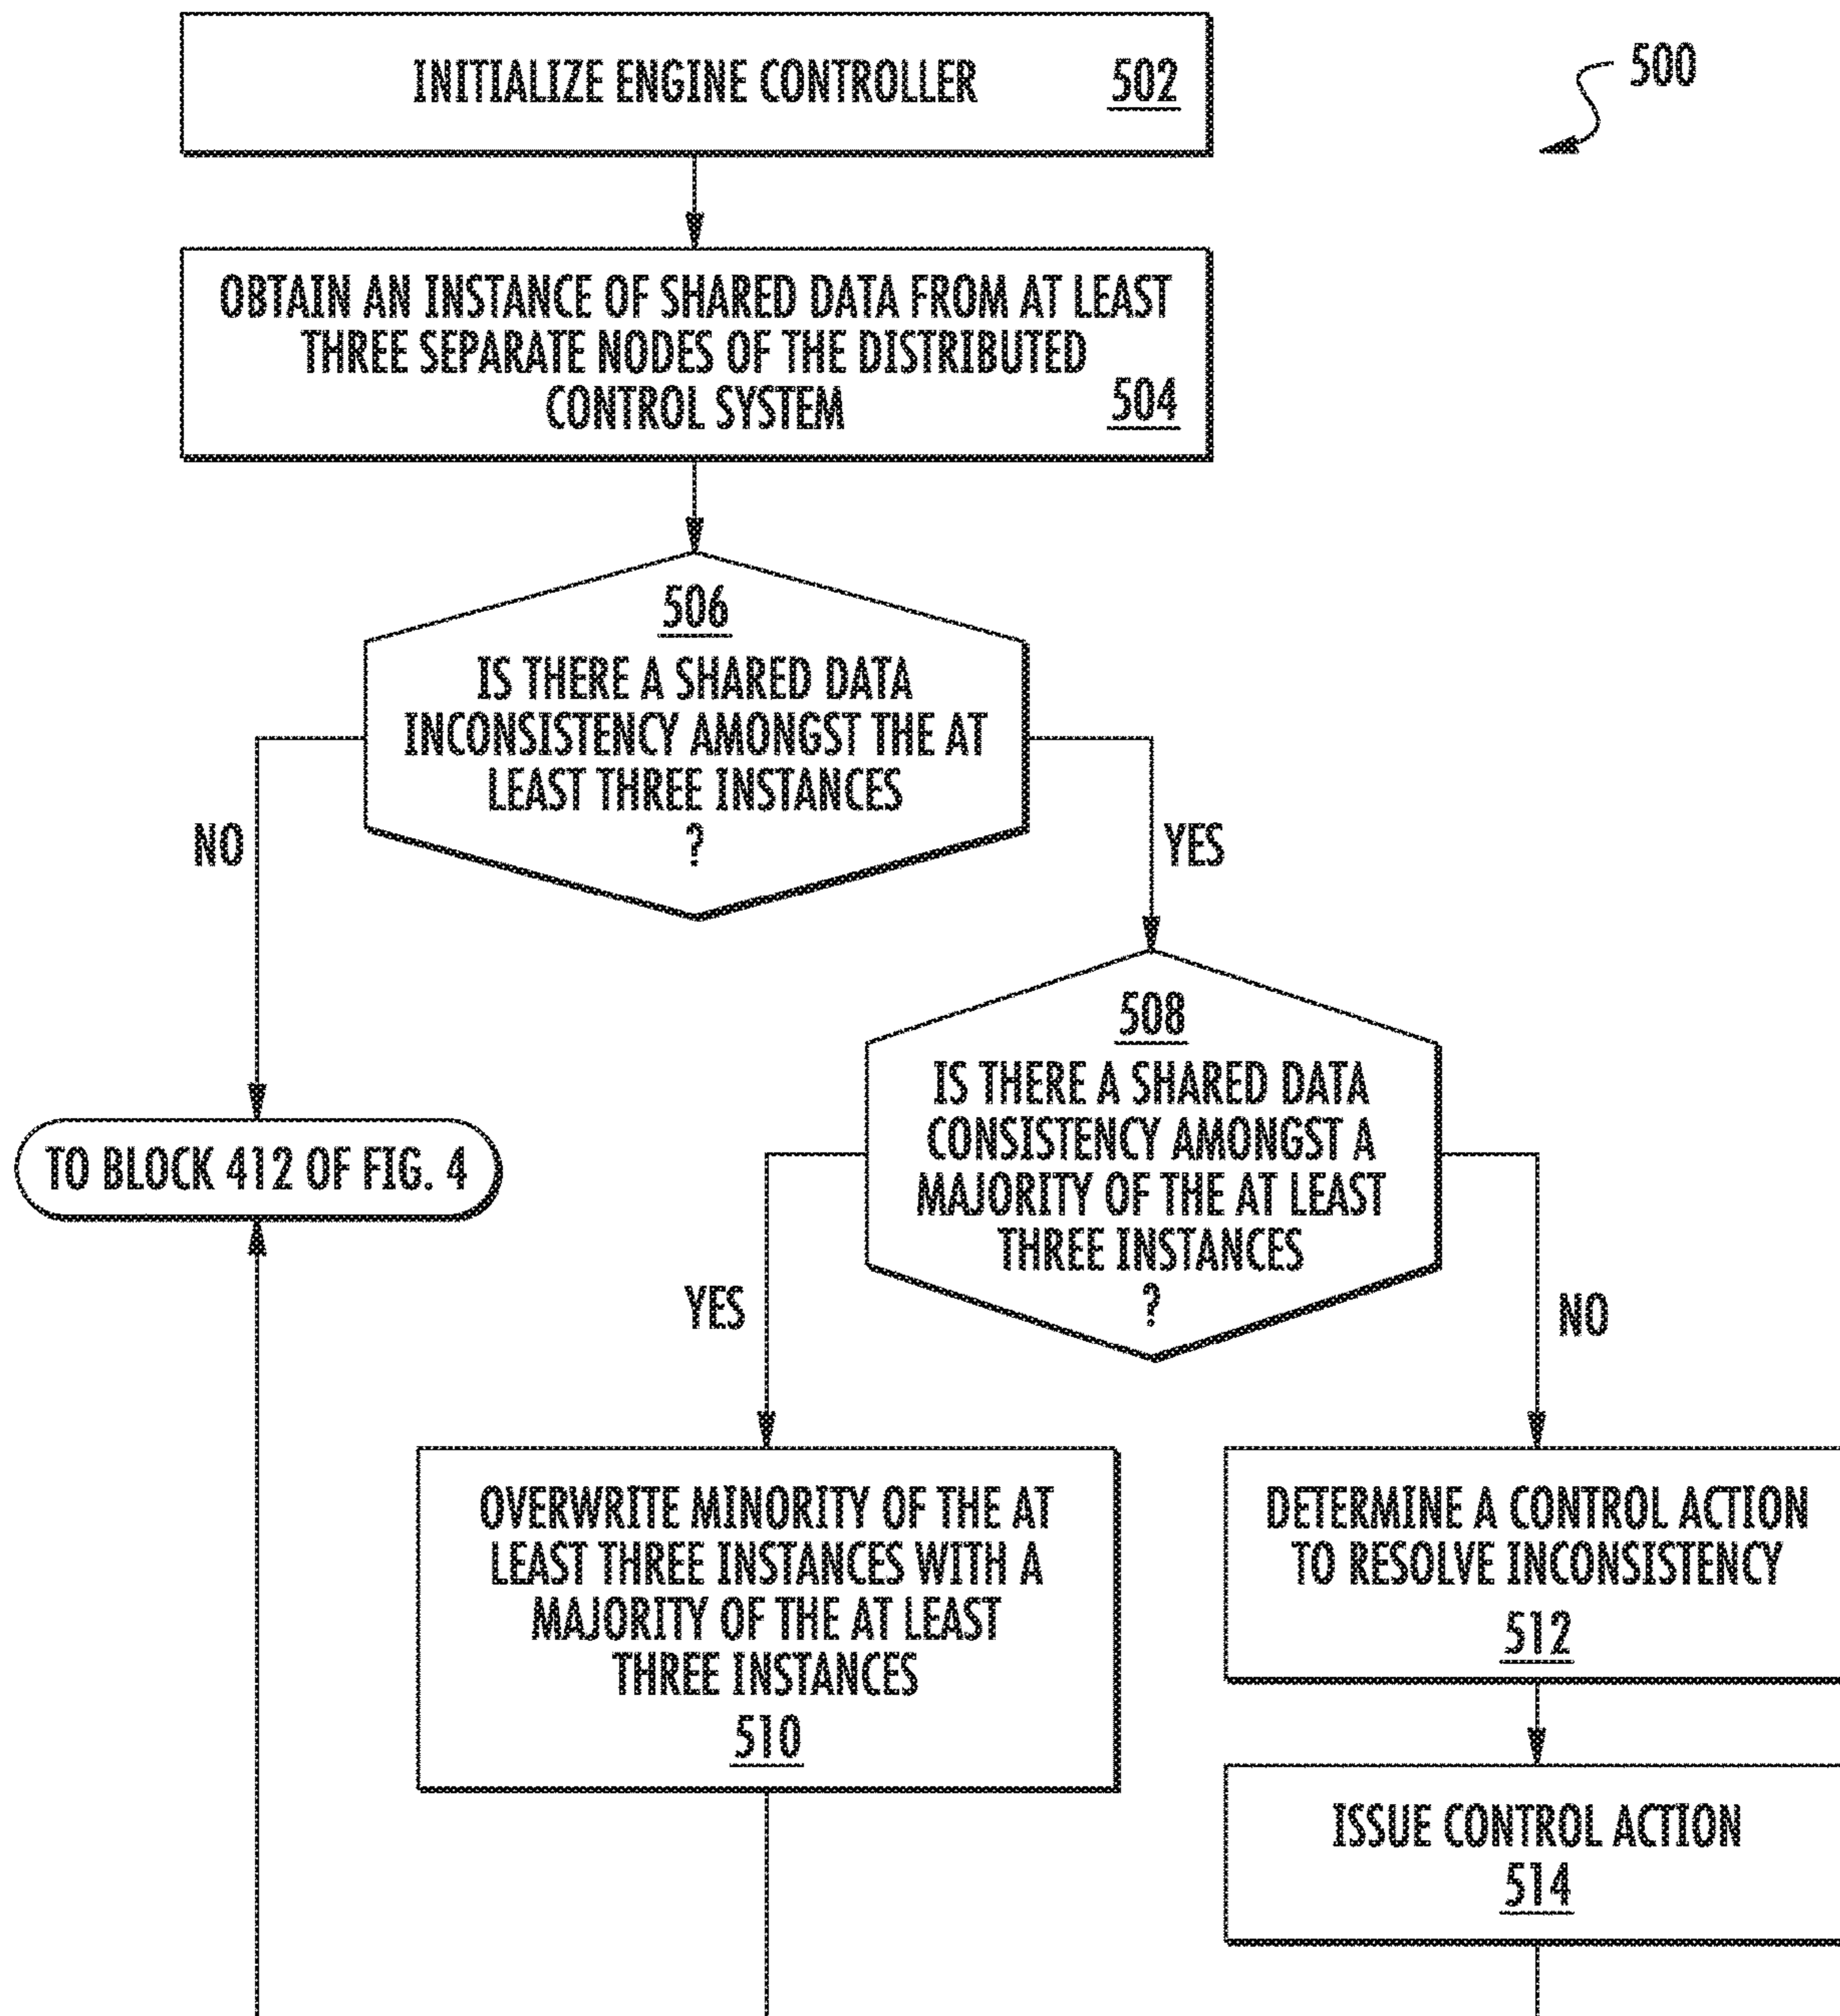 INITIALIZE ENGINE CONTROLLER 502
500
OBTAIN AN INSTANCE OF SHARED DATA FROM AT LEAST
THREE SEPARATE NODES OF THE DISTRIBUTED
CONTROL SYSTEM 504
506
IS THERE A SHARED DATA
INCONSISTENCY AMONGST THE AT
LEAST THREE INSTANCES
?
NO
YES
508
IS THERE A SHARED DATA
CONSISTENCY AMONGST A
MAJORITY OF THE AT LEAST
THREE INSTANCES
?
TO BLOCK 412 OF FIG. 4
YES
NO
OVERWRITE MINORITY OF THE AT
LEAST THREE INSTANCES WITH A
MAJORITY OF THE AT LEAST
THREE INSTANCES
510
DETERMINE A CONTROL ACTION
TO RESOLVE INCONSISTENCY
512
ISSUE CONTROL ACTION
514